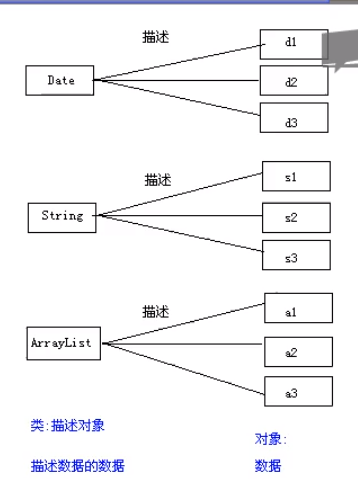 描述
d1
Date
d2
d3
描述
s1
String
s2
s3
描述
a1
ArrayList
a2
a3
类:描述对象
对象:
描述数据的数据
数据